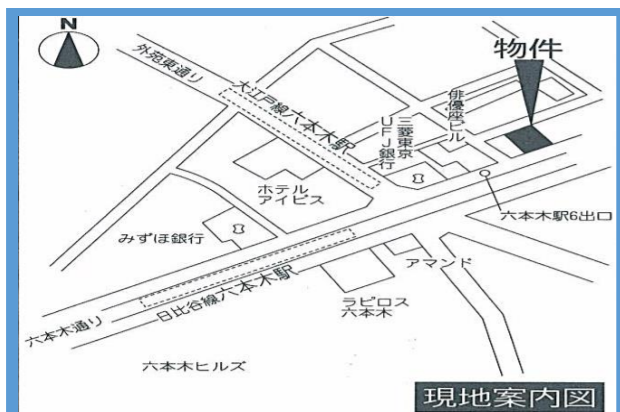 N
物件
外苑東通り
大江戸線六本木駅
俳優座ビル
三菱東京
UFJ銀行
ホテル
アイビス
六本木駅6出口
みずほ銀行
アマンド
日比谷線六本木駅
ラピロス
六本木
六本木通り
六本木ヒルズ
現地案内図